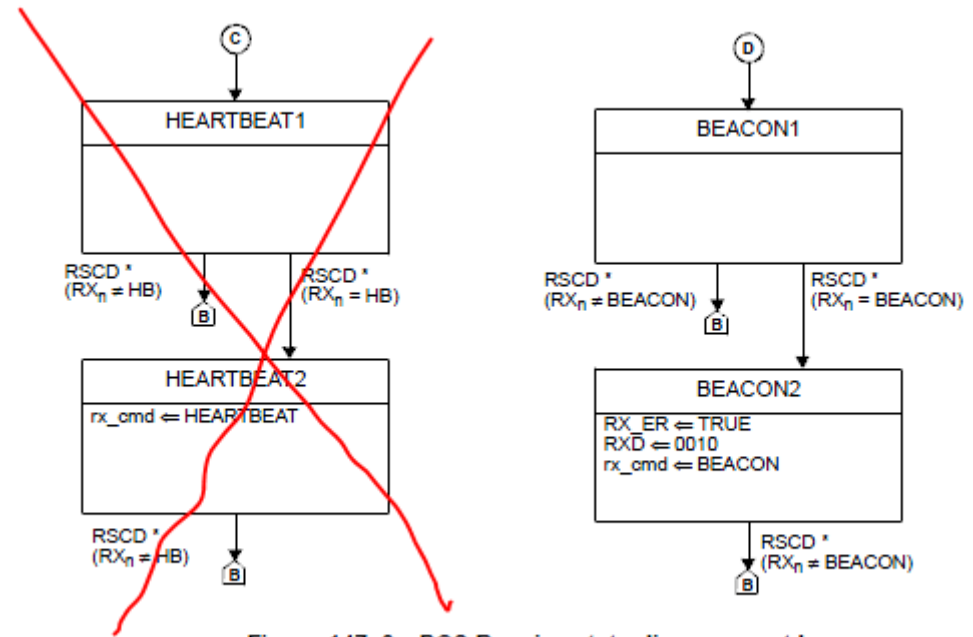 C
HEARTBEAT1
RSCD *
(RXn ≠ HB)
RSCD *
(RXn = HB)
B
HEARTBEAT2
rx_cmd ⇐ HEARTBEAT
RSCD *
(RXn ≠ HB)
B
D
BEACON1
RSCD *
(RXn ≠ BEACON)
RSCD *
(RXn = BEACON)
B
BEACON2
RX_ER ⇐ TRUE
RXD ⇐ 0010
rx_cmd ⇐ BEACON
RSCD *
(RXn ≠ BEACON)
B